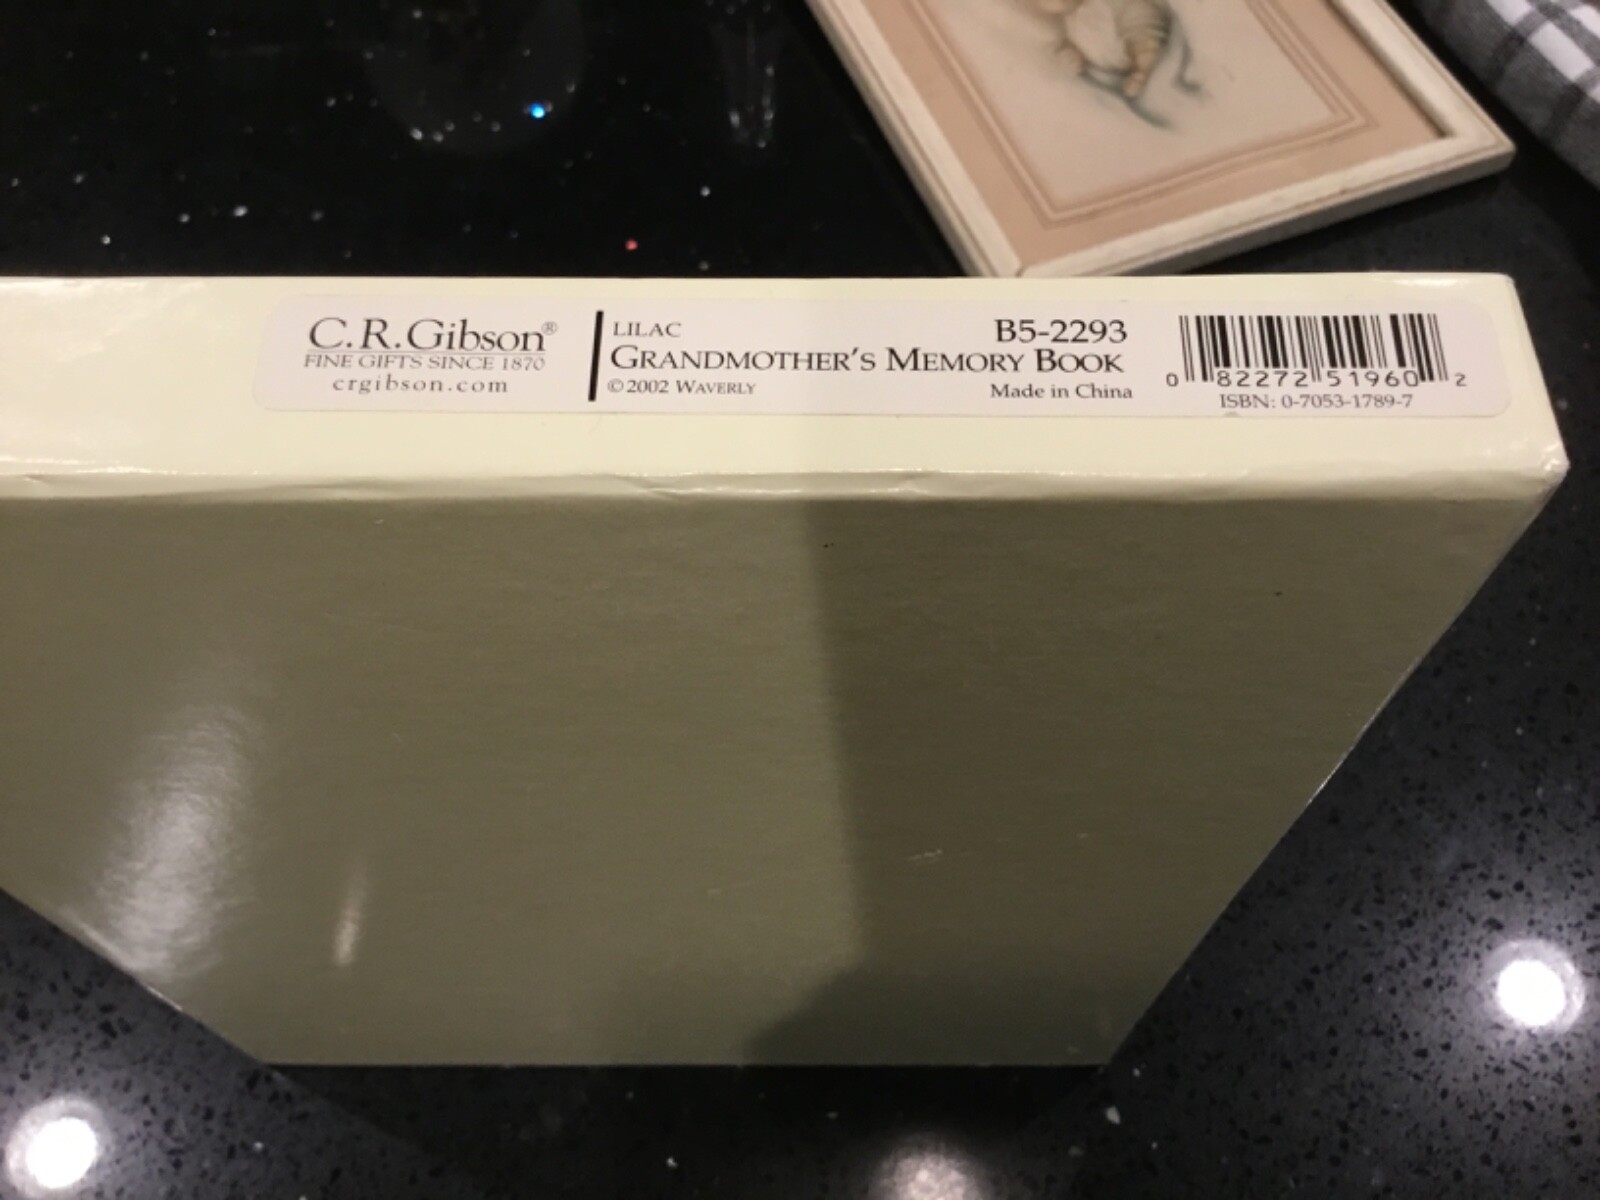 C.R.Gibson®
FINE GIFTS SINCE 1870
crgibson.com
LILAC
GRANDMOTHER'S MEMORY BOOK
© 2002 WAVERLY
B5-2293
Made in China
0 82272 51960 2
ISBN: 0-7053-1789-7